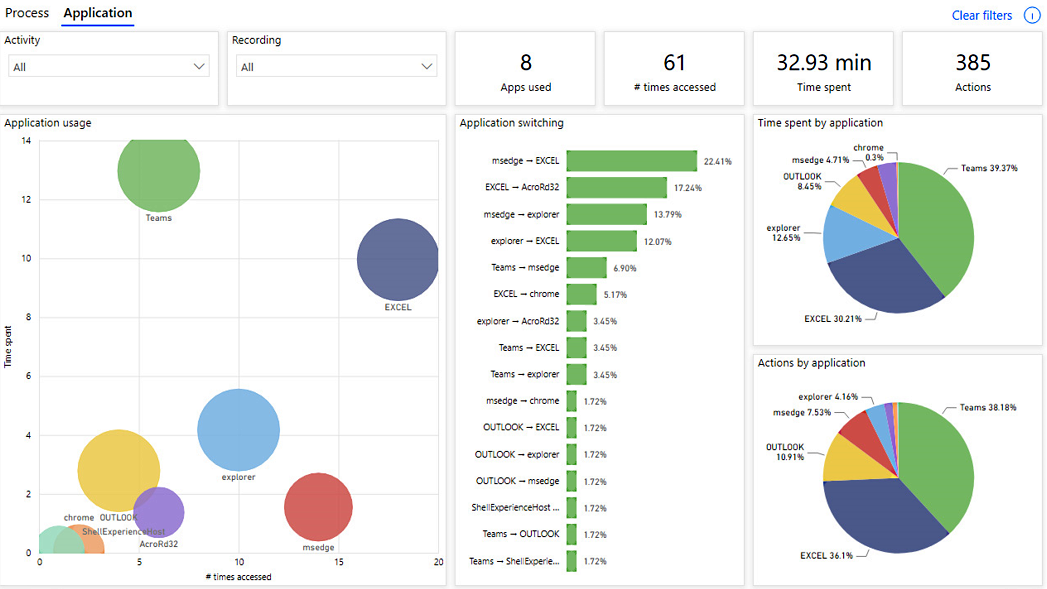 Process Application
Clear filters
Activity
All
Recording
All
8
Apps used
61
# times accessed
32.93 min
Time spent
385
Actions
Application usage
14
12
10
8
6
4
2
0
Time spent
Teams
EXCEL
explorer
chrome OUTLOOK
ShellExperienceHost
AcroRd32
msedge
0 5 10 15 20
# times accessed
Application switching
msedge → EXCEL 22.41%
EXCEL → AcroRd32 17.24%
msedge → explorer 13.79%
explorer → EXCEL 12.07%
Teams → msedge 6.90%
EXCEL → chrome 5.17%
explorer → AcroRd32 3.45%
Teams → EXCEL 3.45%
Teams → explorer 3.45%
msedge → chrome 1.72%
OUTLOOK → EXCEL 1.72%
OUTLOOK → explorer 1.72%
OUTLOOK → msedge 1.72%
ShellExperienceHost ... 1.72%
Teams → OUTLOOK 1.72%
Teams → ShellExperie... 1.72%
Time spent by application
chrome
0.3%
msedge 4.71%
OUTLOOK
8.45%
explorer
12.65%
EXCEL 30.21%
Teams 39.37%
Actions by application
explorer 4.16%
msedge 7.53%
OUTLOOK
10.91%
EXCEL 36.1%
Teams 38.18%